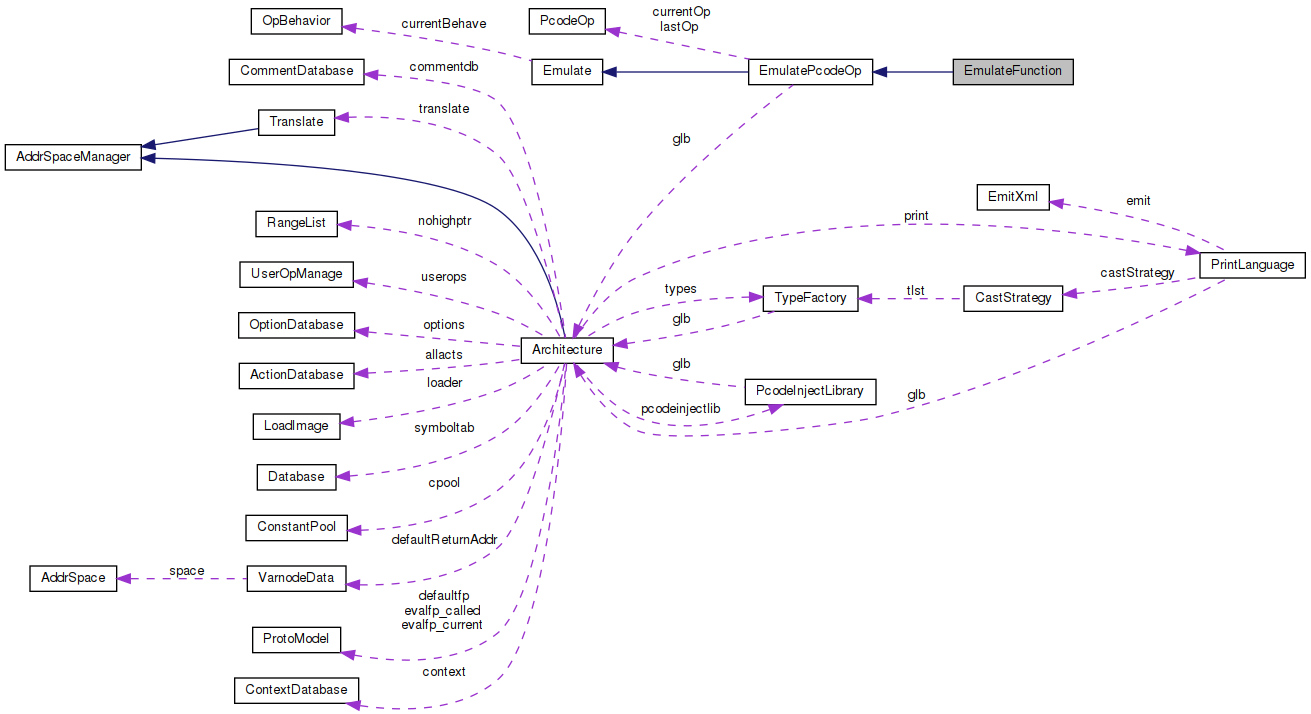 OpBehavior
currentBehave
PcodeOp
currentOp
lastOp
CommentDatabase
commentdb
Emulate
EmulatePcodeOp
EmulateFunction
Translate
translate
AddrSpaceManager
glb
RangeList
nohighptr
EmitXml
emit
print
UserOpManage
userops
PrintLanguage
castStrategy
types
TypeFactory
tlst
CastStrategy
OptionDatabase
options
glb
Architecture
ActionDatabase
allacts
glb
loader
PcodeInjectLibrary
glb
LoadImage
pcodeinjectlib
symboltab
Database
cpool
ConstantPool
defaultReturnAddr
AddrSpace
space
VarnodeData
defaultfp
evalfp_called
evalfp_current
ProtoModel
context
ContextDatabase